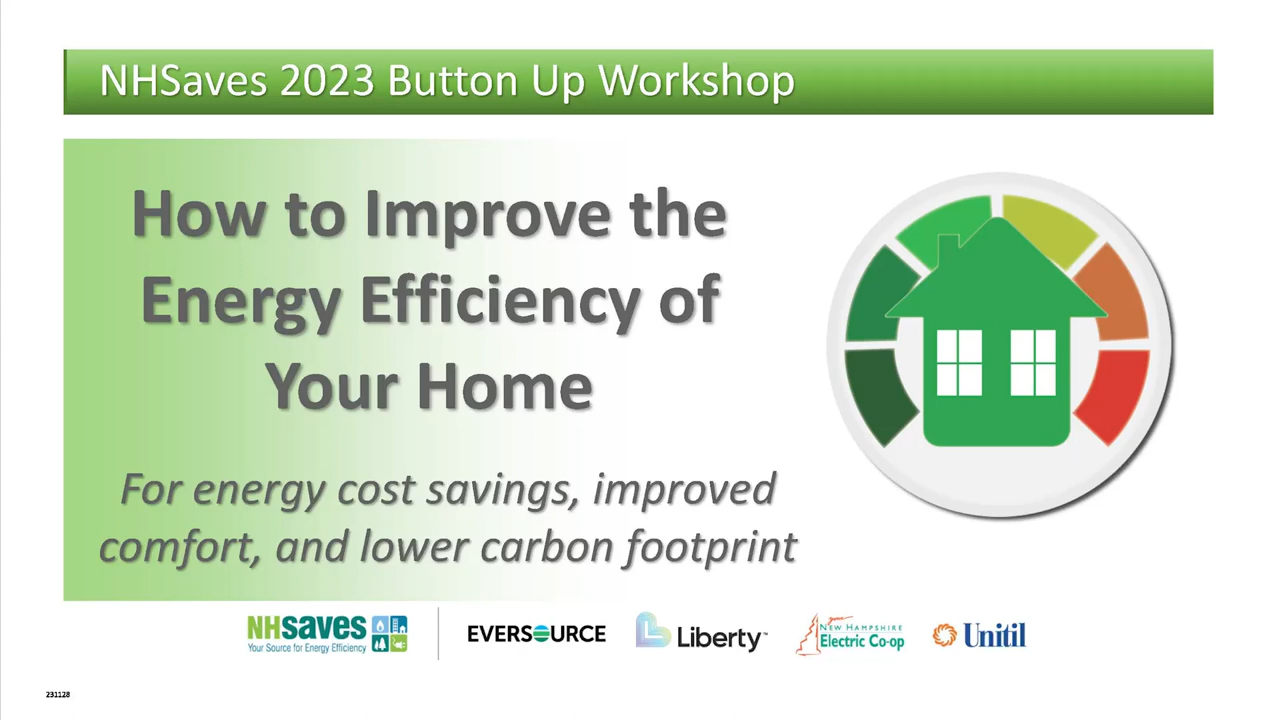 NHSaves 2023 Button Up Workshop
How to Improve the
Energy Efficiency of
Your Home
For energy cost savings, improved
comfort, and lower carbon footprint
NHsaves
Your Source for Energy Efficiency
EVERSOURCE
Liberty™
your
New Hampshire
Electric Co-op
Unitil
231128